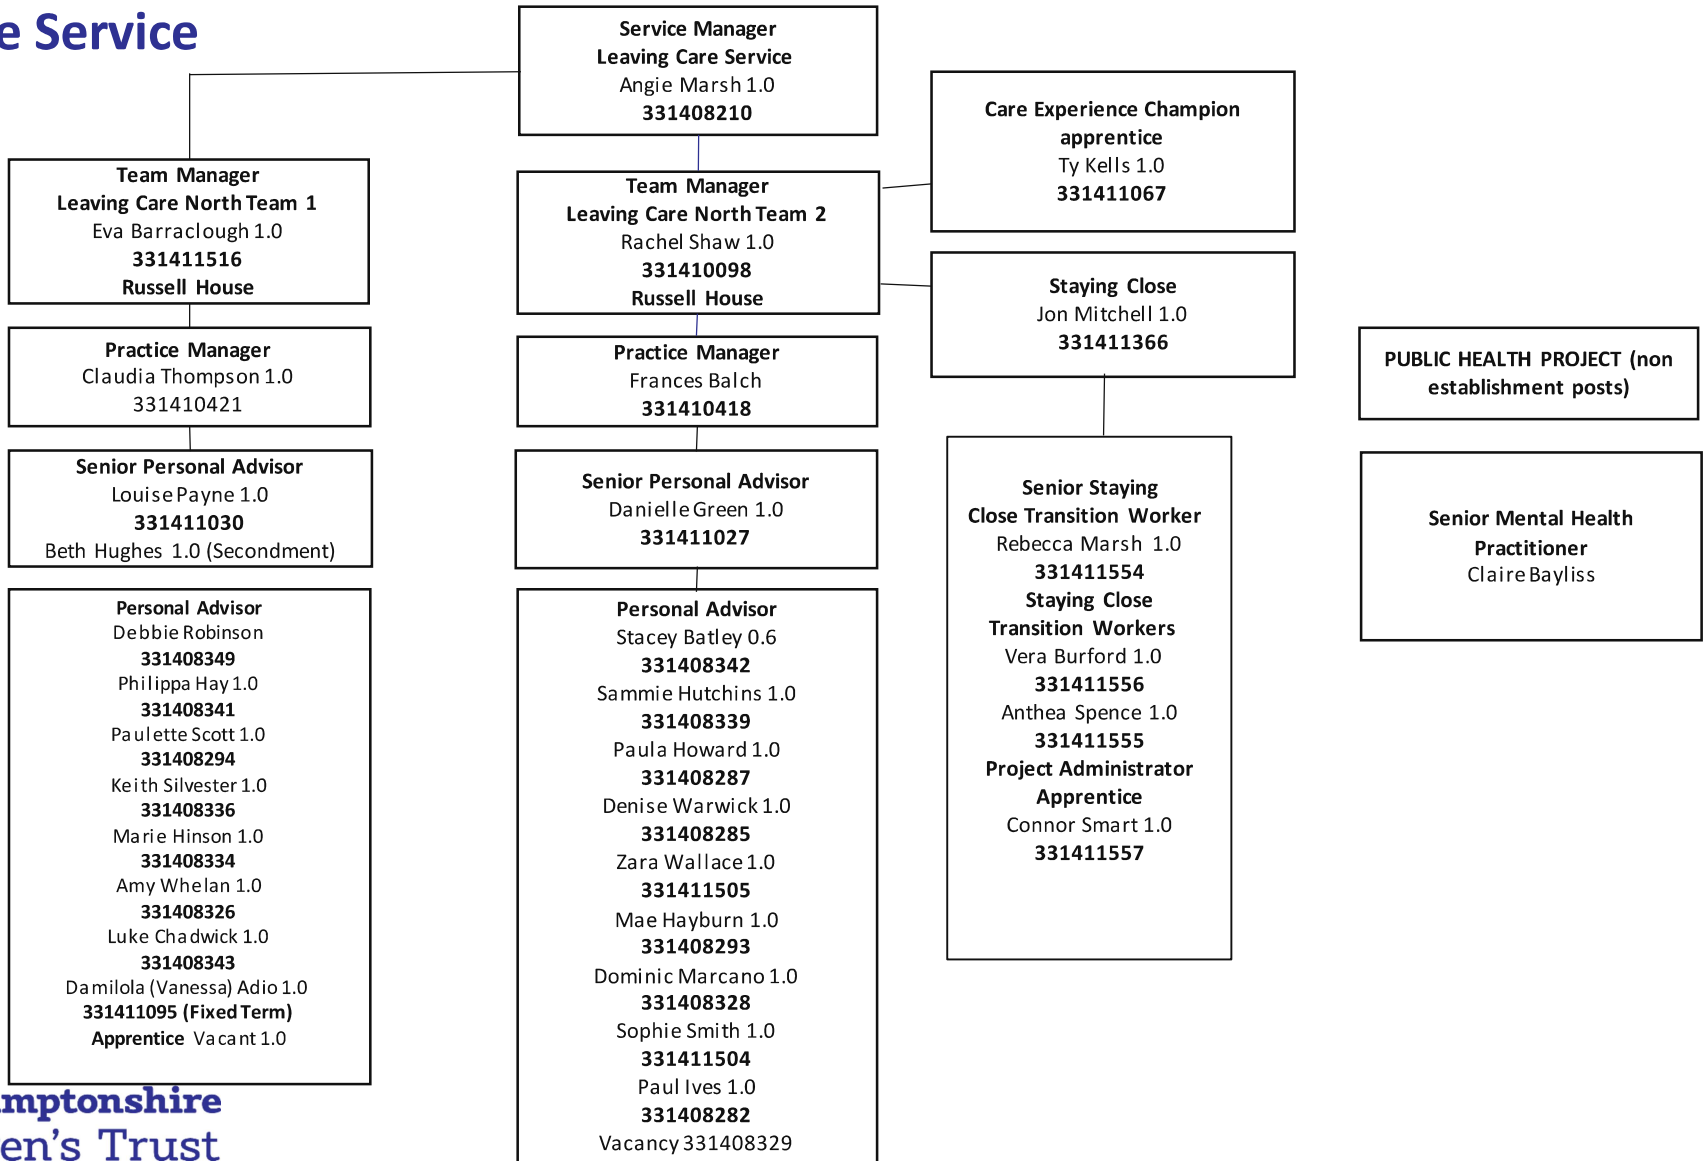 e Service
Service Manager
Leaving Care Service
Angie Marsh 1.0
331408210
Care Experience Champion
apprentice
Ty Kells 1.0
331411067
Team Manager
Leaving Care North Team 1
Eva Barraclough 1.0
331411516
Russell House
Team Manager
Leaving Care North Team 2
Rachel Shaw 1.0
331410098
Russell House
Staying Close
Jon Mitchell 1.0
331411366
Practice Manager
Claudia Thompson 1.0
331410421
Practice Manager
Frances Balch
331410418
PUBLIC HEALTH PROJECT (non
establishment posts)
Senior Personal Advisor
Louise Payne 1.0
331411030
Beth Hughes 1.0 (Secondment)
Senior Personal Advisor
Danielle Green 1.0
331411027
Senior Staying
Close Transition Worker
Rebecca Marsh 1.0
331411554
Staying Close
Transition Workers
Vera Burford 1.0
331411556
Anthea Spence 1.0
331411555
Project Administrator
Apprentice
Connor Smart 1.0
331411557
Senior Mental Health
Practitioner
Claire Bayliss
Personal Advisor
Debbie Robinson
331408349
Philippa Hay 1.0
331408341
Paulette Scott 1.0
331408294
Keith Silvester 1.0
331408336
Marie Hinson 1.0
331408334
Amy Whelan 1.0
331408326
Luke Chadwick 1.0
331408343
Damilola (Vanessa) Adio 1.0
331411095 (Fixed Term)
Apprentice Vacant 1.0
Personal Advisor
Stacey Batley 0.6
331408342
Sammie Hutchins 1.0
331408339
Paula Howard 1.0
331408287
Denise Warwick 1.0
331408285
Zara Wallace 1.0
331411505
Mae Hayburn 1.0
331408293
Dominic Marcano 1.0
331408328
Sophie Smith 1.0
331411504
Paul Ives 1.0
331408282
Vacancy 331408329
mptonshire
en's Trust